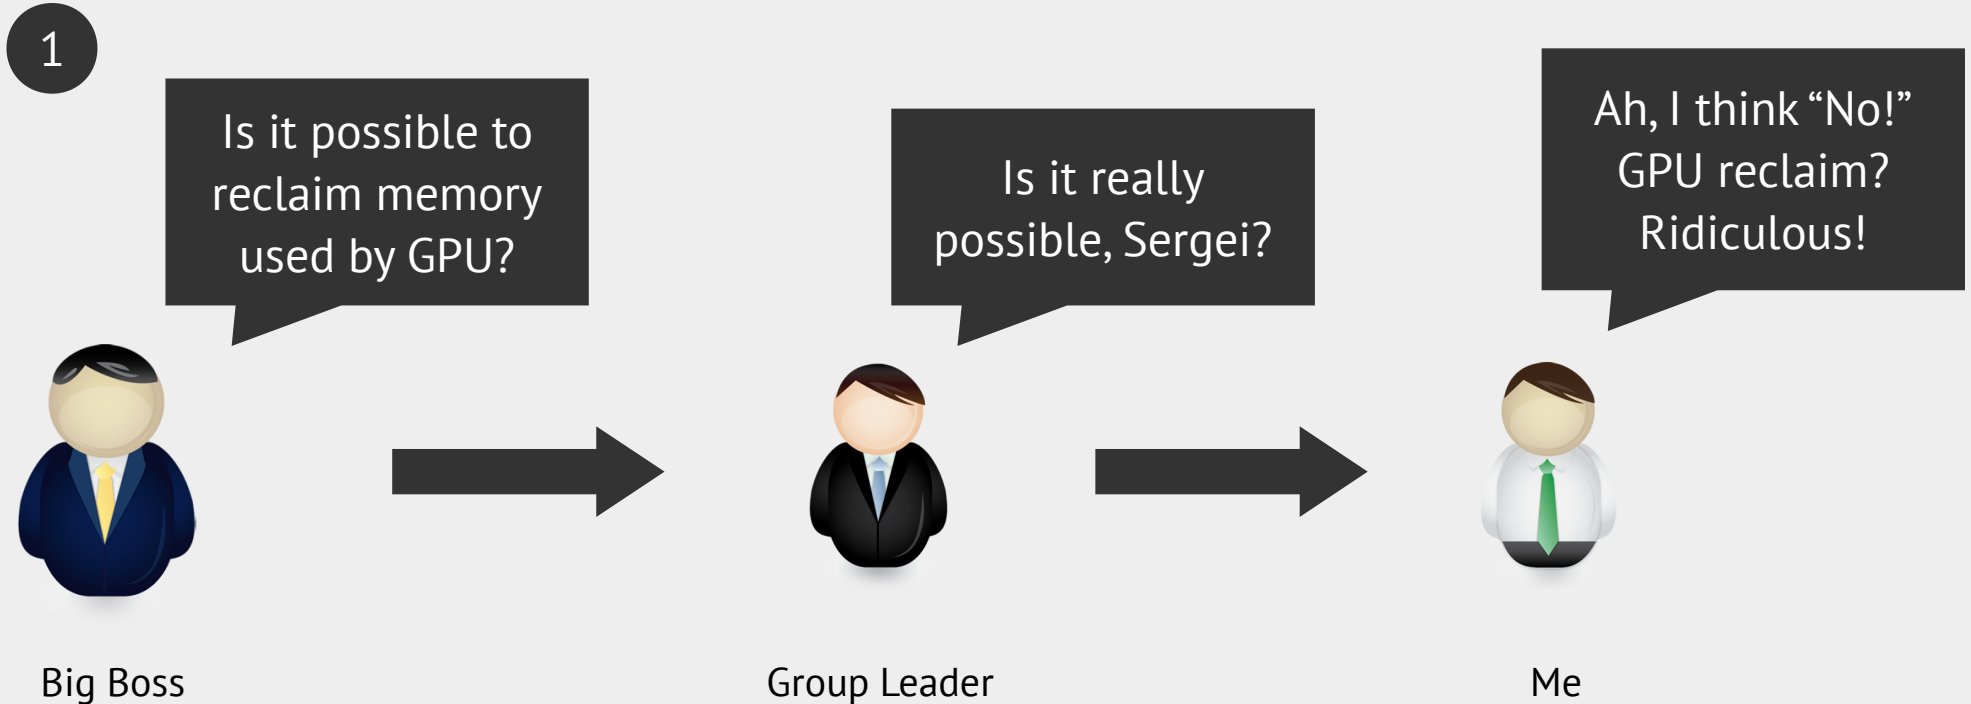 1
Is it possible to
reclaim memory
used by GPU?
Is it really
possible, Sergei?
Ah, I think “No!”
GPU reclaim?
Ridiculous!
Big Boss
Group Leader
Me